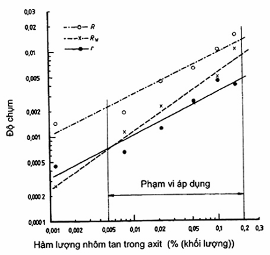 0,03
0,02
0,01
0,005
0,002
0,001
0,0005
0,0002
0,0001
Độ chụm
R
R_w
r
Phạm vi áp dụng
0,001 0,002 0,005 0,01 0,02 0,05 0,1 0,2 0,3
Hàm lượng nhôm tan trong axit (% (khối lượng))